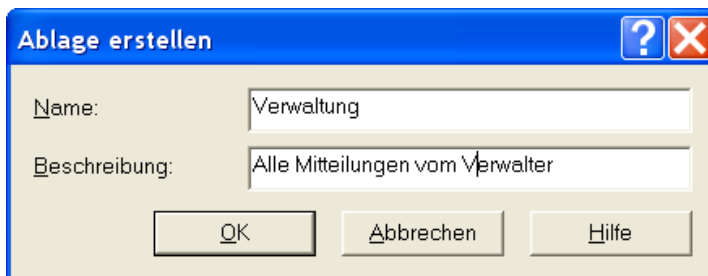 Ablage erstellen
Name: Verwaltung
Beschreibung: Alle Mitteilungen vom Verwalter
OK Abbrechen Hilfe